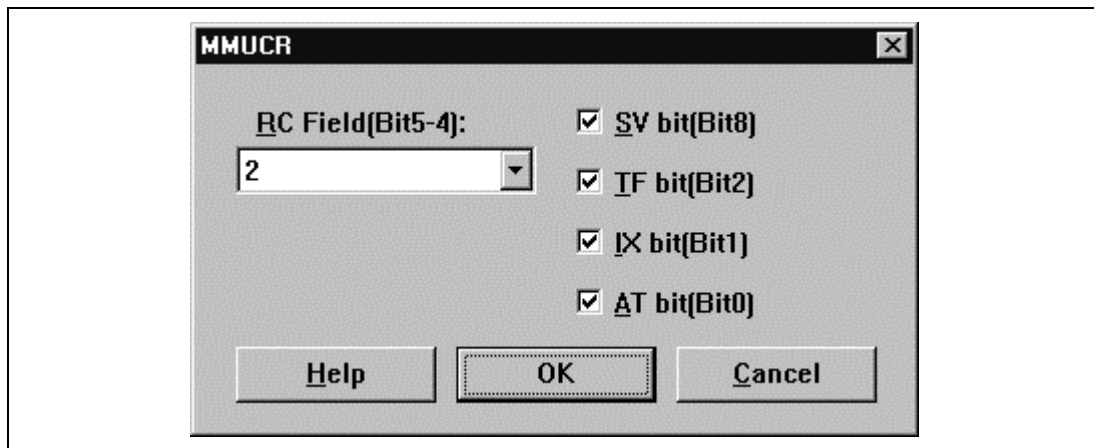 MMUCR
RC Field(Bit5-4):
2
SV bit(Bit8)
TF bit(Bit2)
IX bit(Bit1)
AT bit(Bit0)
Help
OK
Cancel